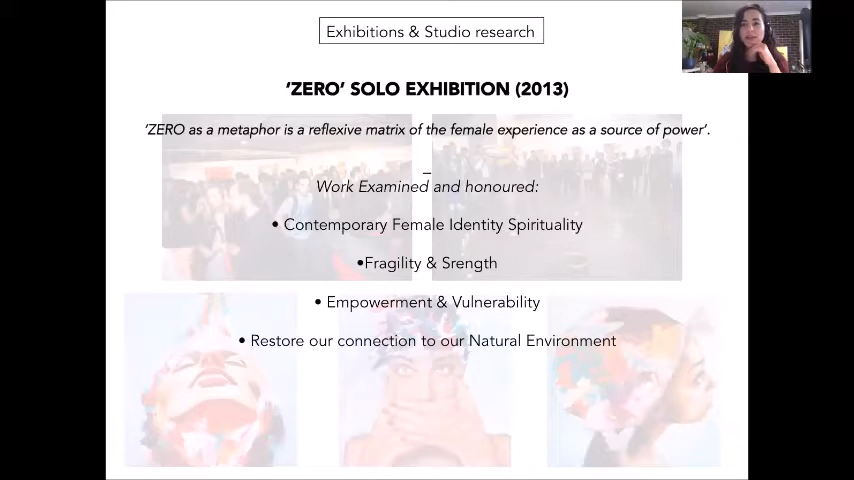 Exhibitions & Studio research
‘ZERO’ SOLO EXHIBITION (2013)
‘ZERO as a metaphor is a reflexive matrix of the female experience as a source of power’.
–
Work Examined and honoured:
• Contemporary Female Identity Spirituality
•Fragility & Srength
• Empowerment & Vulnerability
• Restore our connection to our Natural Environment